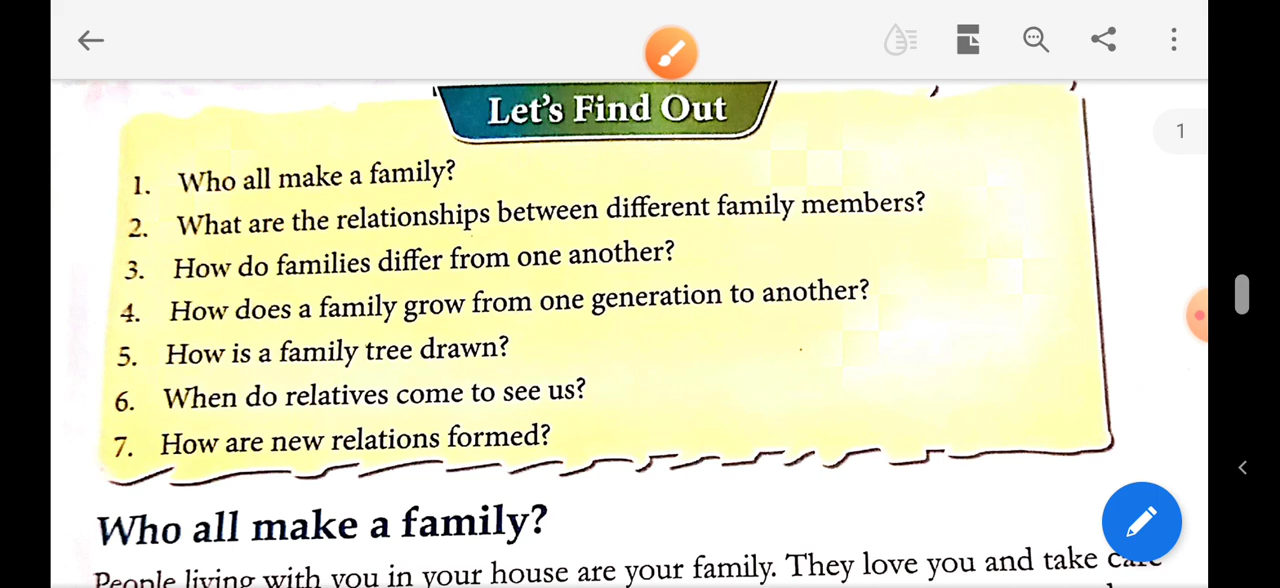 Let's Find Out
1
1. Who all make a family?
2. What are the relationships between different family members?
3. How do families differ from one another?
4. How does a family grow from one generation to another?
5. How is a family tree drawn?
6. When do relatives come to see us?
7. How are new relations formed?
Who all make a family?
People living with you in your house are your family. They love you and take care